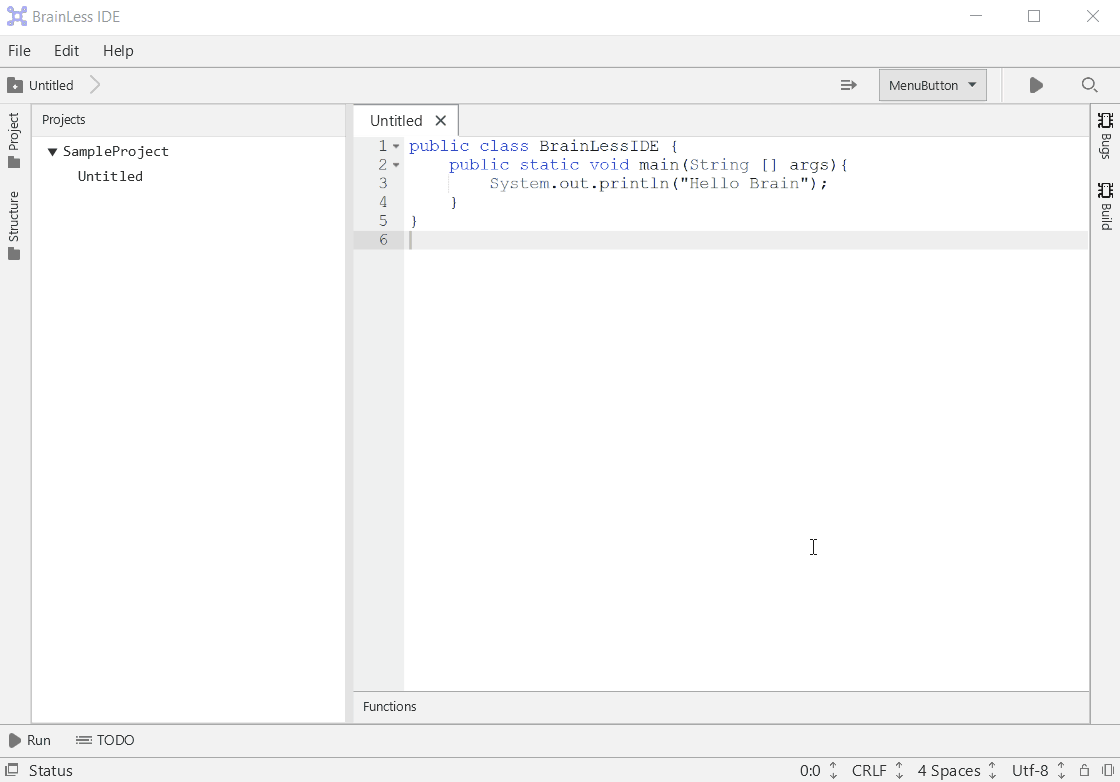 BrainLess IDE
File Edit Help
Untitled
MenuButton
Project
Structure
Projects
SampleProject
Untitled
Untitled
1 public class BrainLessIDE {
2 public static void main(String [] args){
3 System.out.println("Hello Brain");
4 }
5 }
6
Functions
Bugs
Build
Run TODO
Status 0:0 CRLF 4 Spaces Utf-8